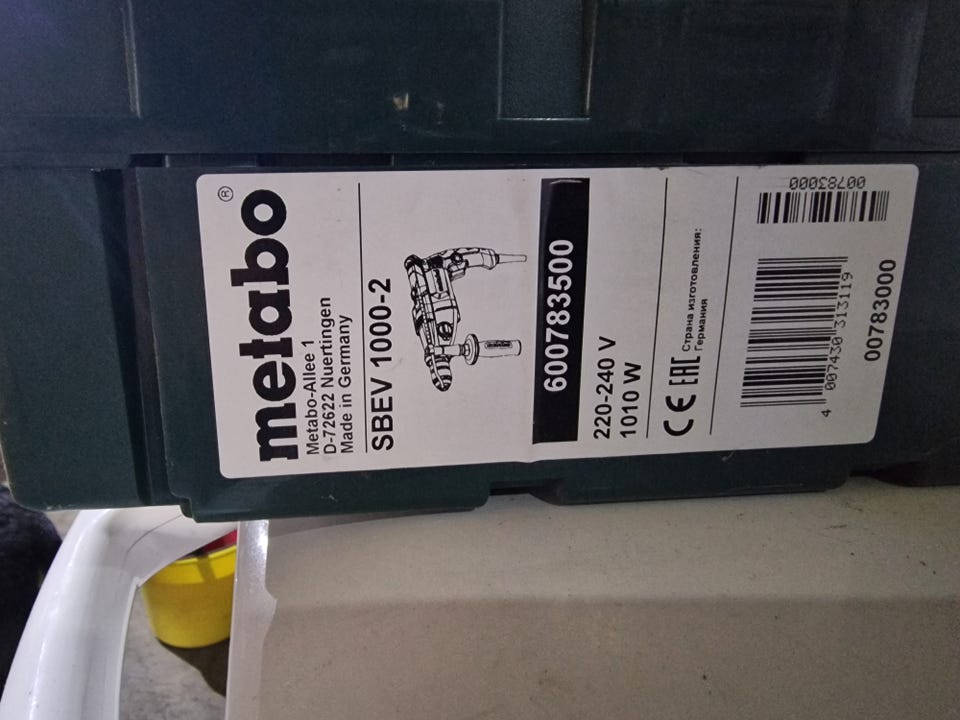 metabo®
Metabo-Allee 1
D-72622 Nuertingen
Made in Germany
SBEV 1000-2
600783500
220-240 V
1010 W
CE EAC Страна изготовления:
Германия
4 007430 313119
00783000
00783000